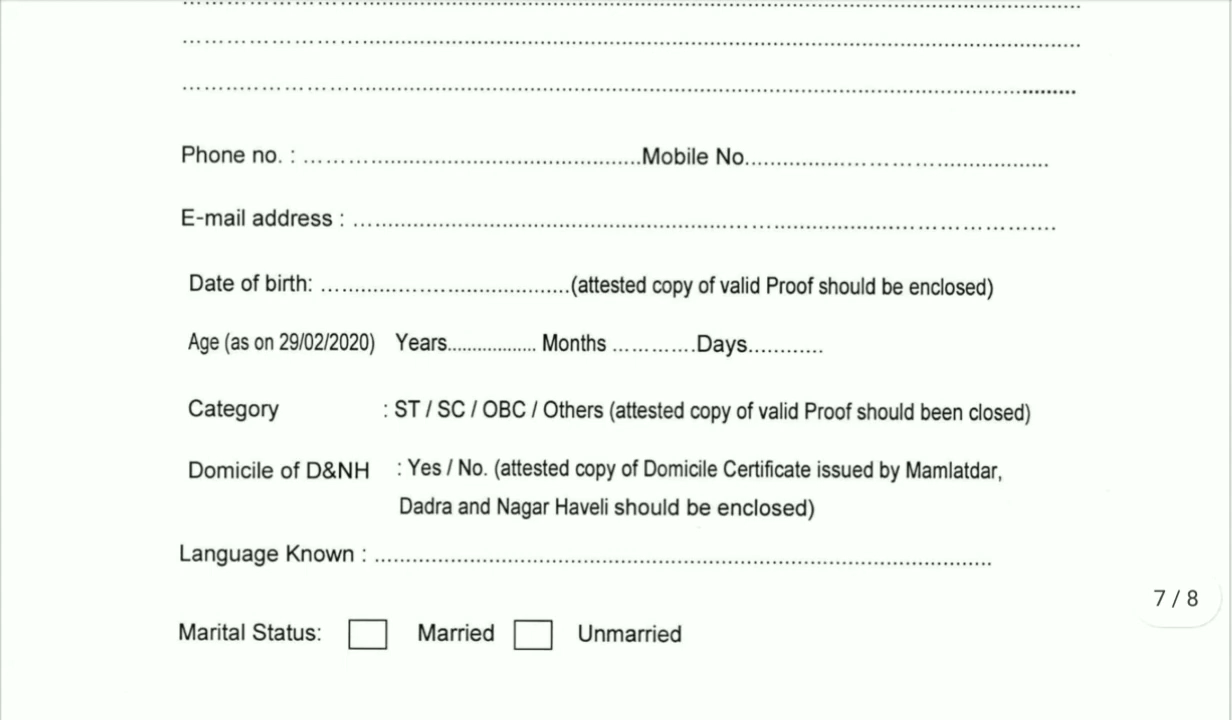 ........................................................................................................................
........................................................................................................................
........................................................................................................................
Phone no. : ..................................................Mobile No.............................................
E-mail address : ........................................................................................................
Date of birth: .....................................(attested copy of valid Proof should be enclosed)
Age (as on 29/02/2020) Years.................. Months .............Days............
Category : ST / SC / OBC / Others (attested copy of valid Proof should been closed)
Domicile of D&NH : Yes / No. (attested copy of Domicile Certificate issued by Mamlatdar,
Dadra and Nagar Haveli should be enclosed)
Language Known : ............................................................................................
Marital Status: Married Unmarried
7 / 8